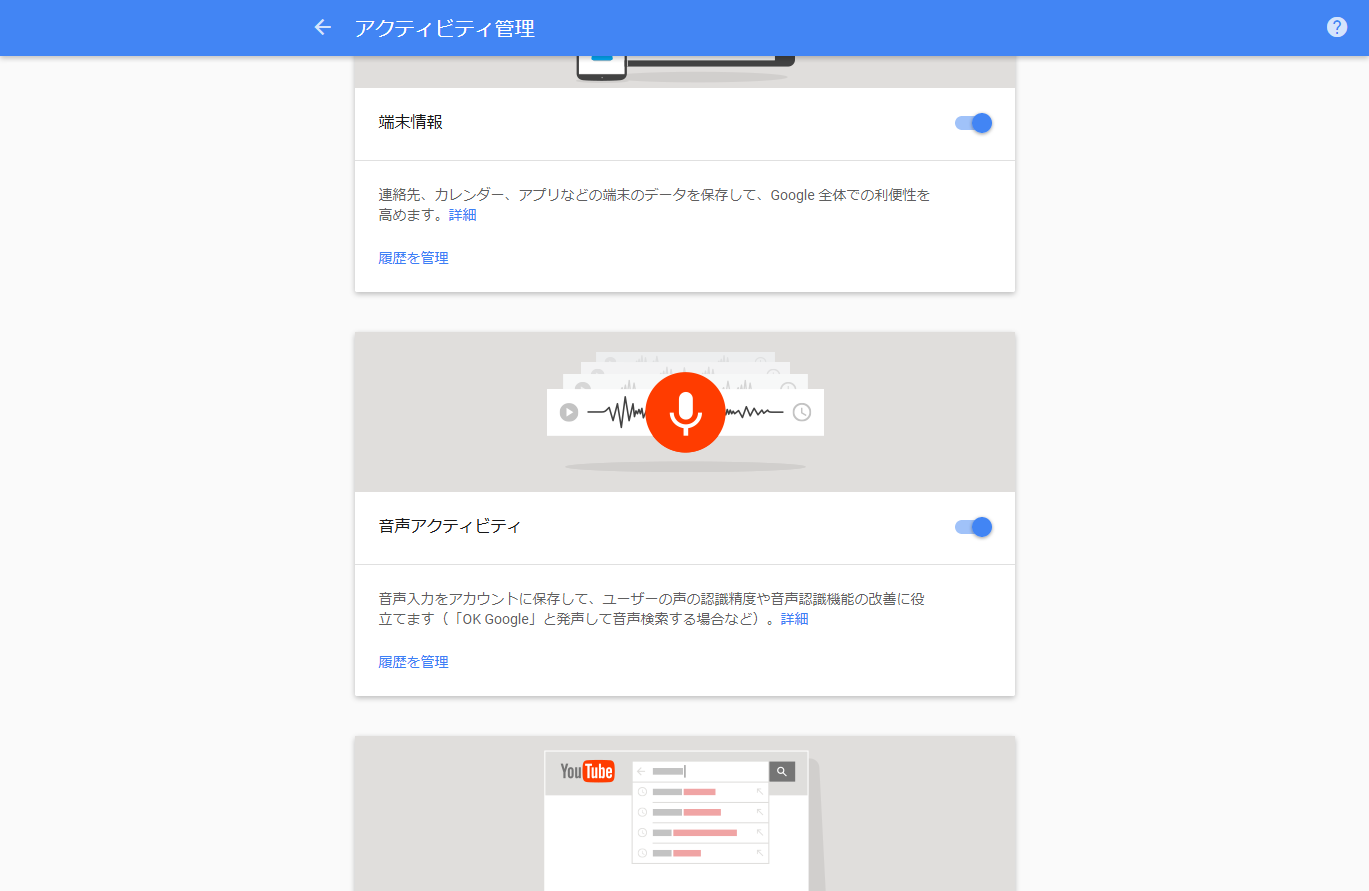 アクティビティ管理
端末情報
連絡先、カレンダー、アプリなどの端末のデータを保存して、Google 全体での利便性を
高めます。詳細
履歴を管理
音声アクティビティ
音声入力をアカウントに保存して、ユーザーの声の認識精度や音声認識機能の改善に役
立てます（「OK Google」と発声して音声検索する場合など）。詳細
履歴を管理
YouTube